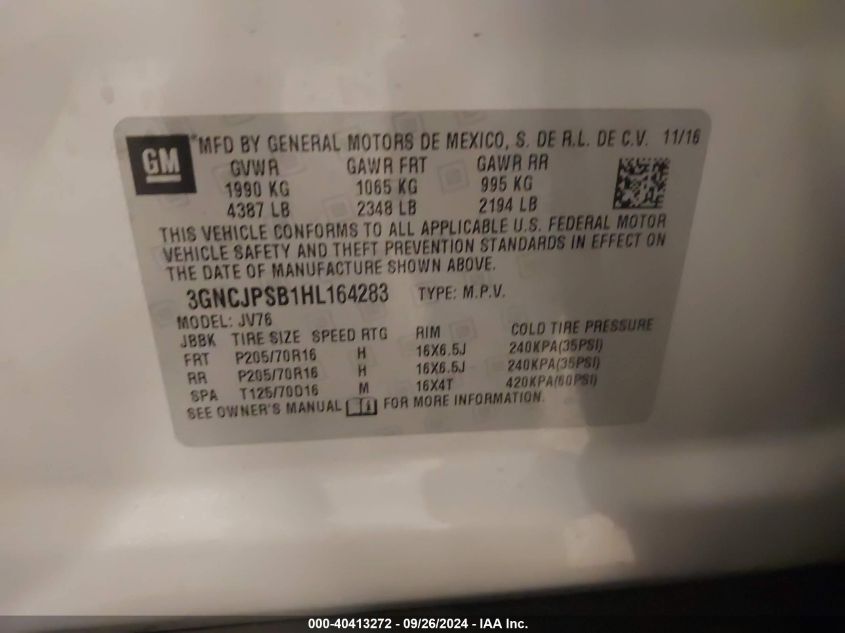 GM
*MFD BY GENERAL MOTORS DE MEXICO, S. DE R.L. DE C.V. 11/16
GVWR GAWR FRT GAWR RR
1990 KG 1065 KG 995 KG
4387 LB 2348 LB 2194 LB
THIS VEHICLE CONFORMS TO ALL APPLICABLE U.S. FEDERAL MOTOR
VEHICLE SAFETY AND THEFT PREVENTION STANDARDS IN EFFECT ON
THE DATE OF MANUFACTURE SHOWN ABOVE.
3GNCJPSB1HL164283 TYPE: M.P.V.
MODEL: JV76
JBBK TIRE SIZE SPEED RTG RIM COLD TIRE PRESSURE
FRT P205/70R16 H 16X6.5J 240KPA(35PSI)
RR P205/70R16 H 16X6.5J 240KPA(35PSI)
SPA T125/70D16 M 16X4T 420KPA(60PSI)
SEE OWNER'S MANUAL FOR MORE INFORMATION.
000-40413272 - 09/26/2024 - IAA Inc.